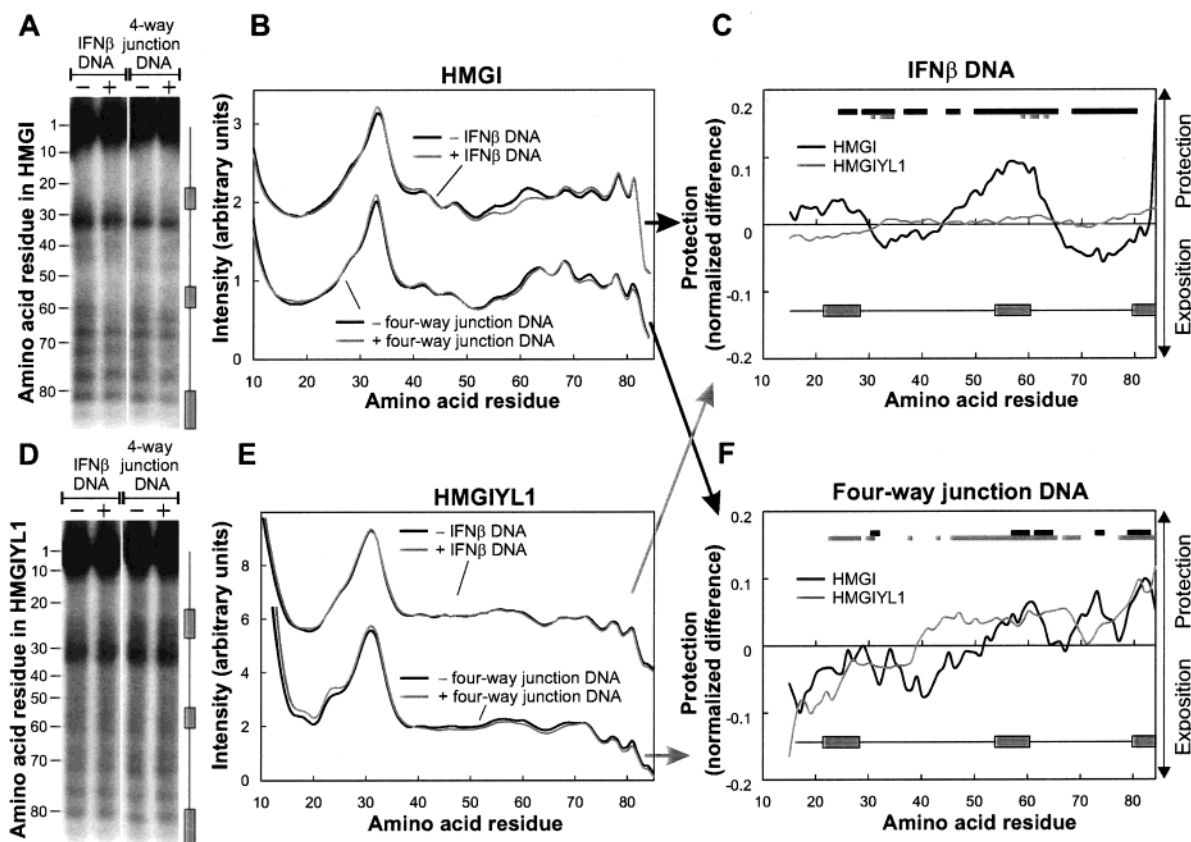 A
IFNβ
DNA
4-way
junction
DNA
− + − +
Amino acid residue in HMGI
1
10
20
30
40
50
60
70
80
B
HMGI
Intensity (arbitrary units)
3
2
1
0
− IFNβ DNA
+ IFNβ DNA
− four-way junction DNA
+ four-way junction DNA
10 20 30 40 50 60 70 80
Amino acid residue
C
IFNβ DNA
Protection
(normalized difference)
0.2
0.1
0
-0.1
-0.2
HMGI
HMGIYL1
20 30 40 50 60 70 80
Amino acid residue
Protection
Exposition
D
IFNβ
DNA
4-way
junction
DNA
− + − +
Amino acid residue in HMGIYL1
1
10
20
30
40
50
60
70
80
E
HMGIYL1
Intensity (arbitrary units)
8
6
4
2
0
− IFNβ DNA
+ IFNβ DNA
− four-way junction DNA
+ four-way junction DNA
10 20 30 40 50 60 70 80
Amino acid residue
F
Four-way junction DNA
Protection
(normalized difference)
0.2
0.1
0
-0.1
-0.2
HMGI
HMGIYL1
20 30 40 50 60 70 80
Amino acid residue
Protection
Exposition